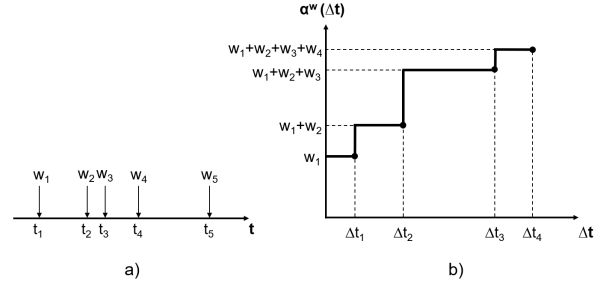 αʷ(Δt)
w₁+w₂+w₃+w₄
w₁+w₂+w₃
w₁+w₂
w₁
Δt₁ Δt₂ Δt₃ Δt₄ Δt
w₁ w₂ w₃ w₄ w₅
t₁ t₂ t₃ t₄ t₅ t
a) b)